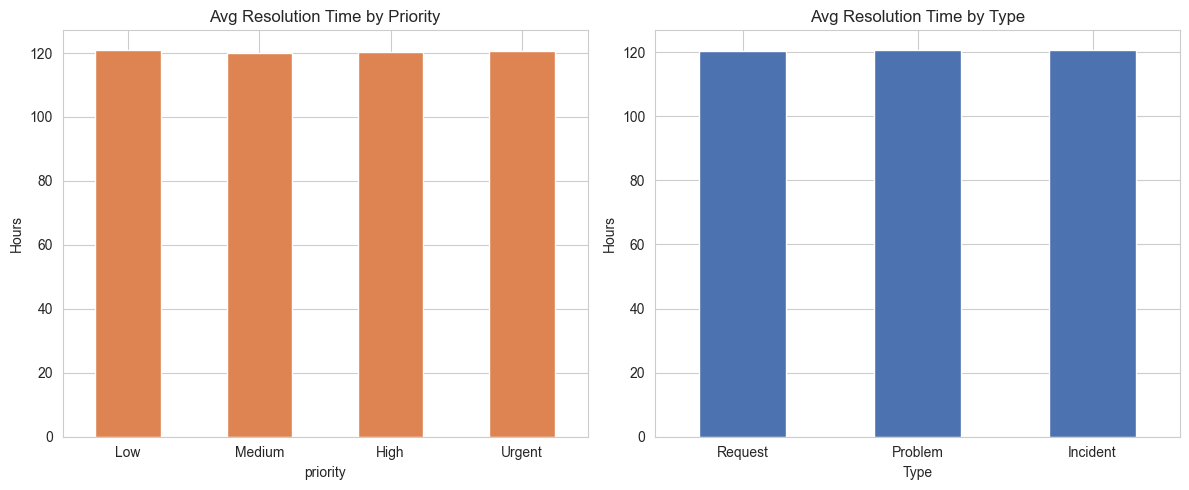 Avg Resolution Time by Priority
Hours
120
100
80
60
40
20
0
Low Medium High Urgent
priority
Avg Resolution Time by Type
Hours
120
100
80
60
40
20
0
Request Problem Incident
Type